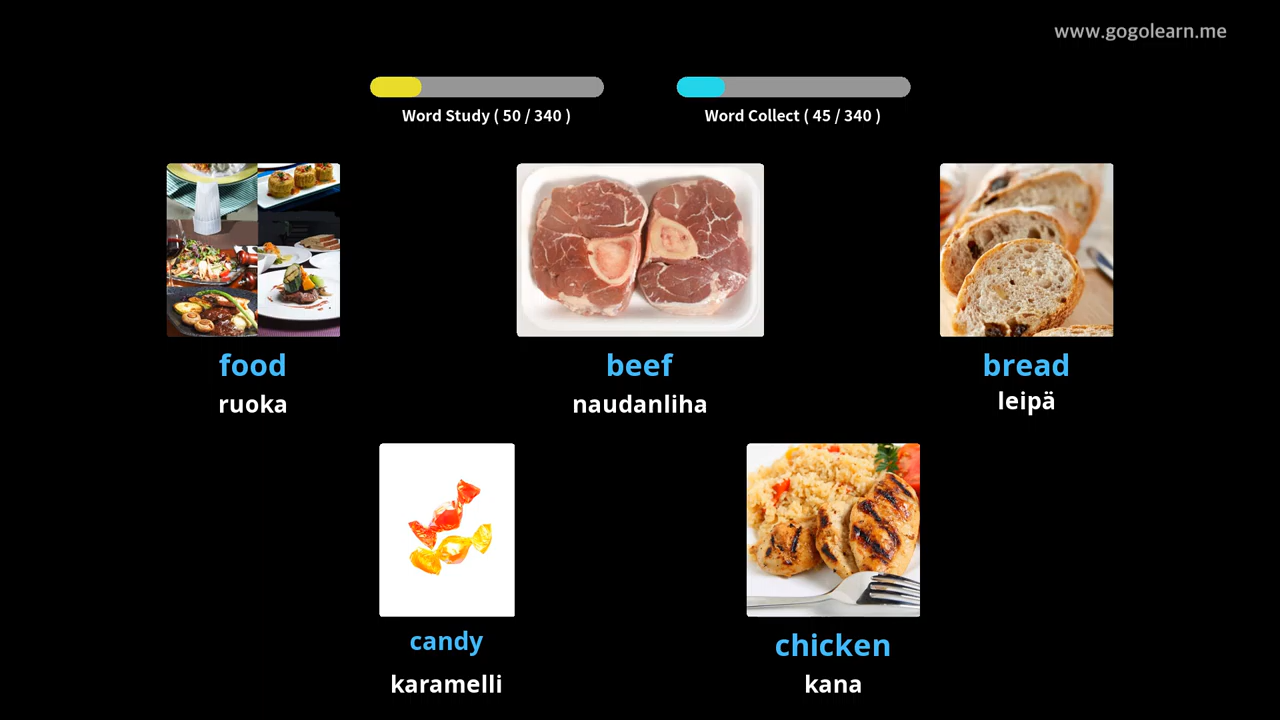 www.gogolearn.me
Word Study ( 50 / 340 )
Word Collect ( 45 / 340 )
food
ruoka
beef
naudanliha
bread
leipä
candy
karamelli
chicken
kana